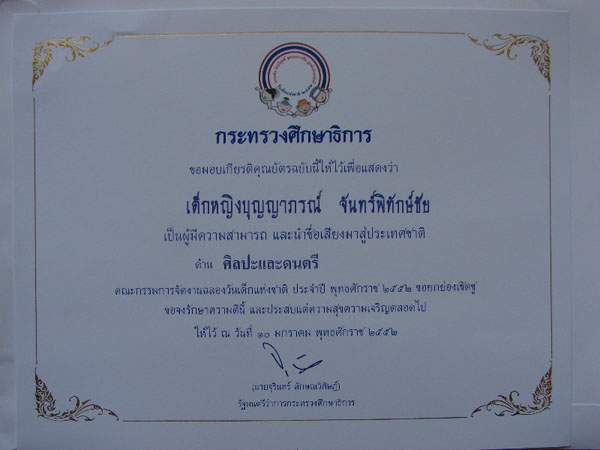 กระทรวงศึกษาธิการ
ขอมอบเกียรติคุณบัตรฉบับนี้ให้ไว้เพื่อแสดงว่า
เด็กหญิงบุญญาภรณ์ จันทร์พิทักษ์ชัย
เป็นผู้มีความสามารถ และนำชื่อเสียงมาสู่ประเทศชาติ
ด้าน ศิลปะและดนตรี
คณะกรรมการจัดงานฉลองวันเด็กแห่งชาติ ประจำปี พุทธศักราช ๒๕๕๒ ขอยกย่องเชิดชู
ขอจงรักษาความดีนี้ และประสบแต่ความสุขความเจริญตลอดไป
ให้ไว้ ณ วันที่ ๑๐ มกราคม พุทธศักราช ๒๕๕๒
(นายจุรินทร์ ลักษณวิศิษฏ์)
รัฐมนตรีว่าการกระทรวงศึกษาธิการ